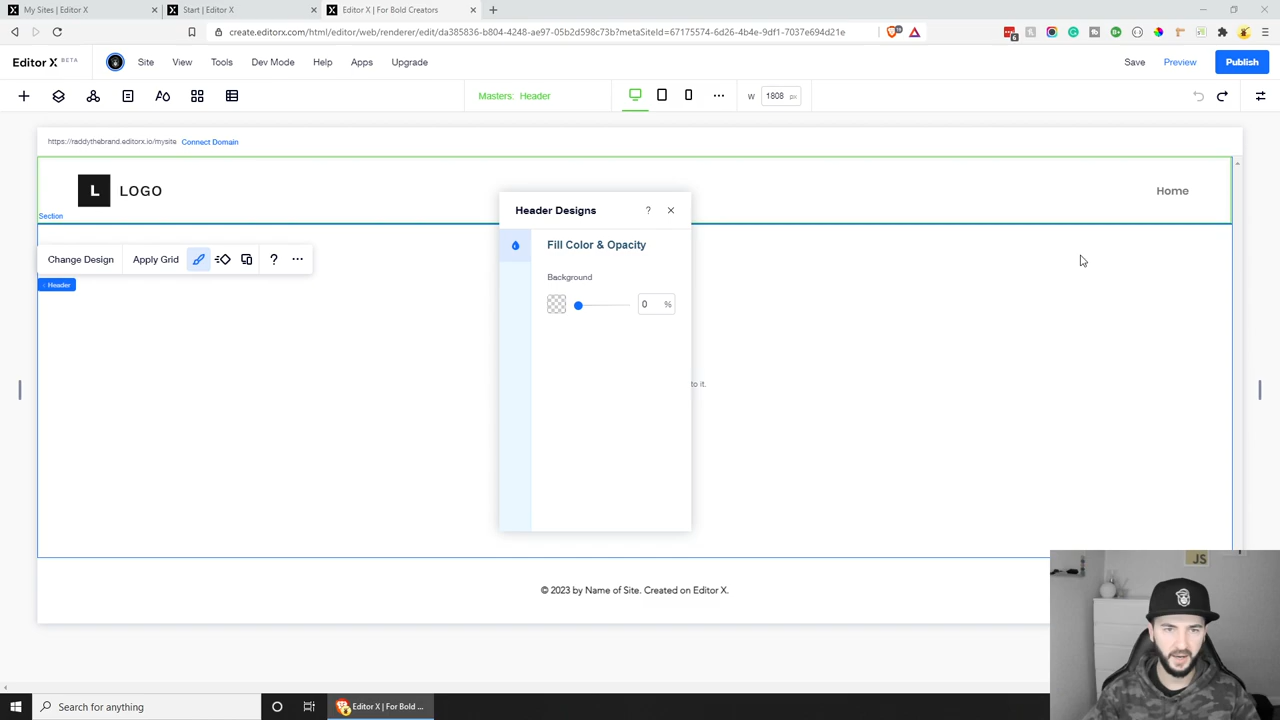 My Sites | Editor X
Start | Editor X
Editor X | For Bold Creators
create.editorx.com/html/editor/web/renderer/edit/da385836-b804-4248-ae97-05b2d598c73b?metaSiteId=67175574-6d26-4b4e-9df1-7037e694d21e
Editor X BETA
Site
View
Tools
Dev Mode
Help
Apps
Upgrade
Save
Preview
Publish
Masters: Header
W
1808 px
https://raddythebrand.editorx.io/mysite Connect Domain
L LOGO
Home
Section
Header Designs
?
Fill Color & Opacity
Change Design
Apply Grid
?
Background
Header
0 %
to it.
© 2023 by Name of Site. Created on Editor X.
JS
Search for anything
Editor X | For Bold ...